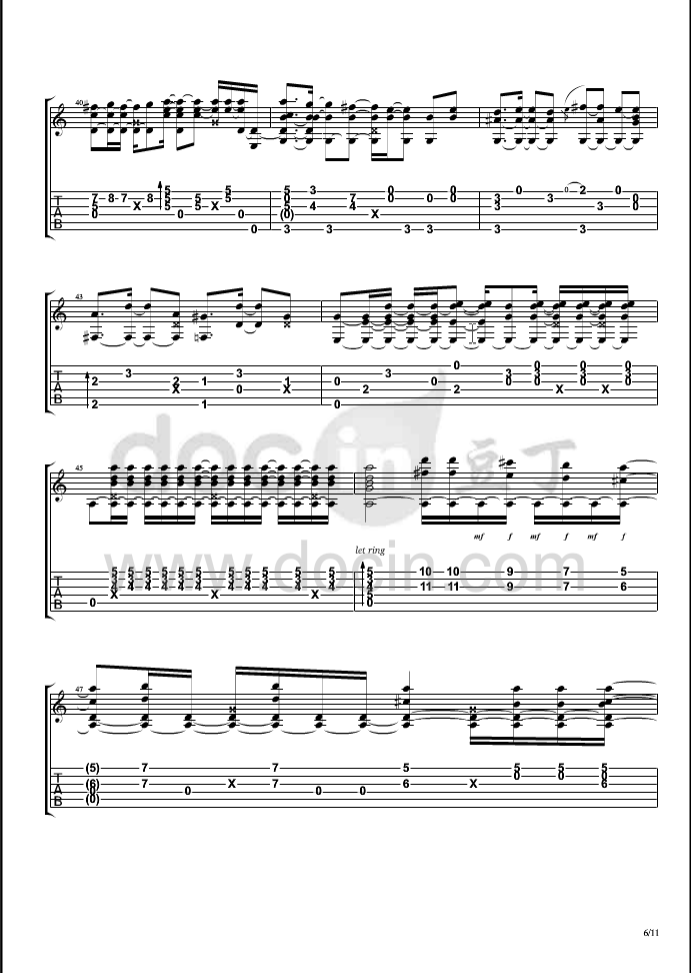 40
7 8 7 8 5 5 5 3 0 0 0 0 0 2 0
5 X 5 5 X 5 0 4 4 7 0 0 3 3 3 0
0 5 0 0 (0) X
0 3 3 3 3 3
43
3 3 0 0 0 0
2 2 1 1 0 3 0 3 3 3
X 0 X 2 2 0 0 X X 0
2 1 0
docin 豆丁
45
mf f mf f mf f
let ring
www.docin.com
5 5 5 5 5 5 5 5 5 5 5 5 5 10 10 9 7 5
4 4 4 4 4 4 4 4 4 4 4 4 4 11 11 9 7 6
X X X 5
0 0
47
(5) 7 7 5 5 5 5
0 0 0
(6) 7 X 7 6 X 6
0 0 0 0
(0)
6/11